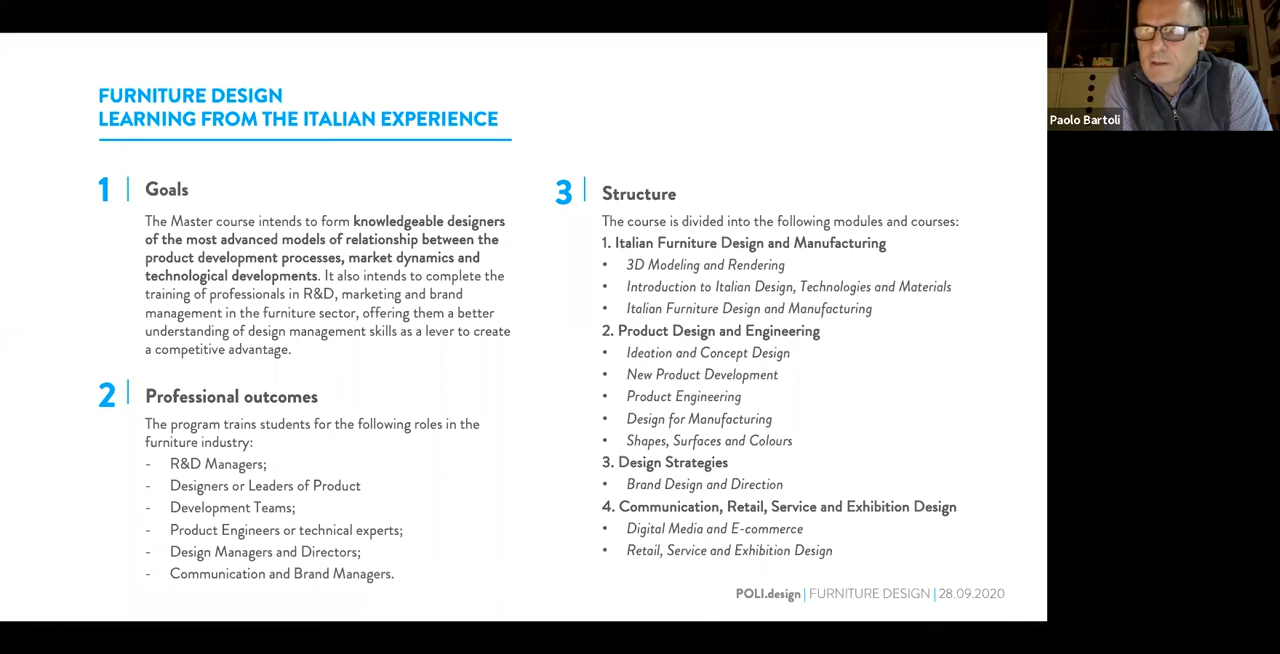 FURNITURE DESIGN
LEARNING FROM THE ITALIAN EXPERIENCE
1
Goals
The Master course intends to form knowledgeable designers
of the most advanced models of relationship between the
product development processes, market dynamics and
technological developments. It also intends to complete the
training of professionals in R&D, marketing and brand
management in the furniture sector, offering them a better
understanding of design management skills as a lever to create
a competitive advantage.
2
Professional outcomes
The program trains students for the following roles in the
furniture industry:
- R&D Managers;
- Designers or Leaders of Product
- Development Teams;
- Product Engineers or technical experts;
- Design Managers and Directors;
- Communication and Brand Managers.
3
Structure
The course is divided into the following modules and courses:
1. Italian Furniture Design and Manufacturing
• 3D Modeling and Rendering
• Introduction to Italian Design, Technologies and Materials
• Italian Furniture Design and Manufacturing
2. Product Design and Engineering
• Ideation and Concept Design
• New Product Development
• Product Engineering
• Design for Manufacturing
• Shapes, Surfaces and Colours
3. Design Strategies
• Brand Design and Direction
4. Communication, Retail, Service and Exhibition Design
• Digital Media and E-commerce
• Retail, Service and Exhibition Design
POLI.design | FURNITURE DESIGN | 28.09.2020
Paolo Bartoli